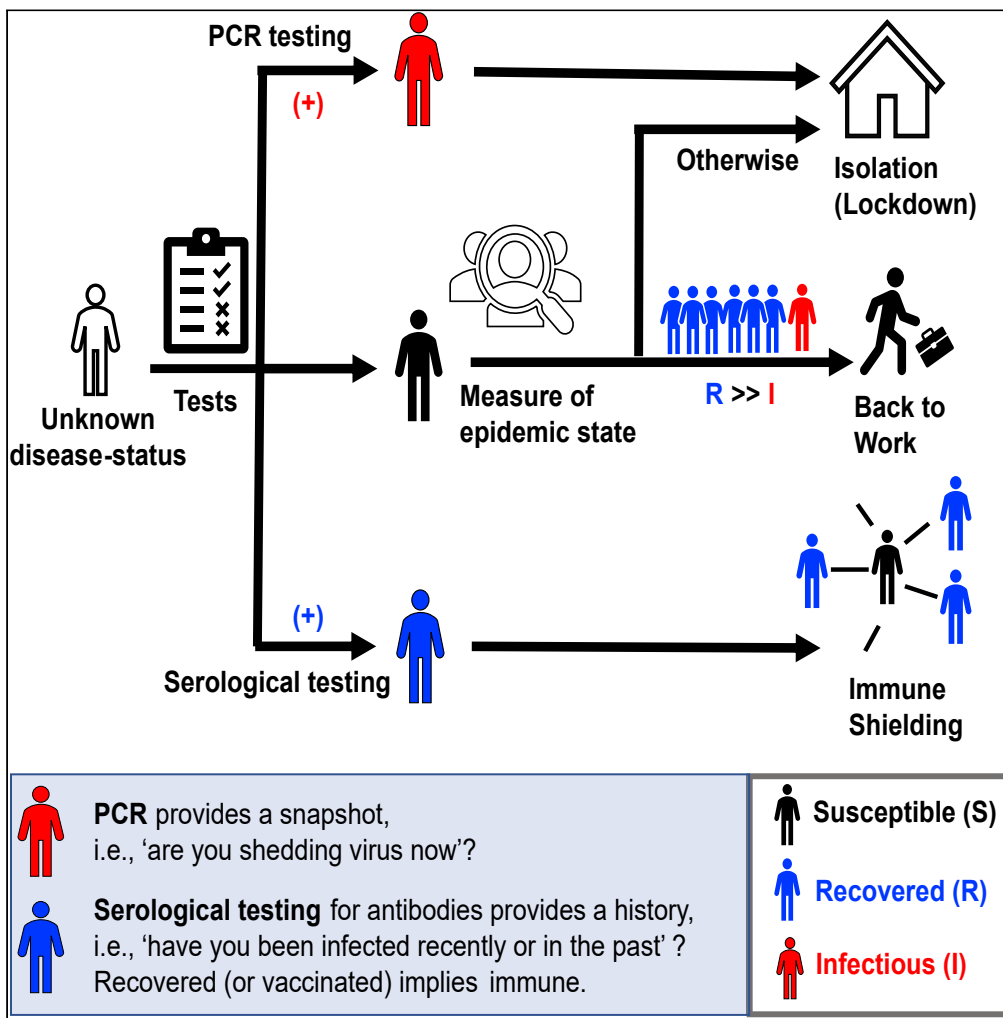 PCR testing
(+)
Otherwise
Isolation
(Lockdown)
Unknown
disease-status
Tests
Measure of
epidemic state
R >> I
Back to
Work
(+)
Serological testing
Immune
Shielding
PCR provides a snapshot,
i.e., ‘are you shedding virus now’?
Serological testing for antibodies provides a history,
i.e., ‘have you been infected recently or in the past’ ?
Recovered (or vaccinated) implies immune.
Susceptible (S)
Recovered (R)
Infectious (I)